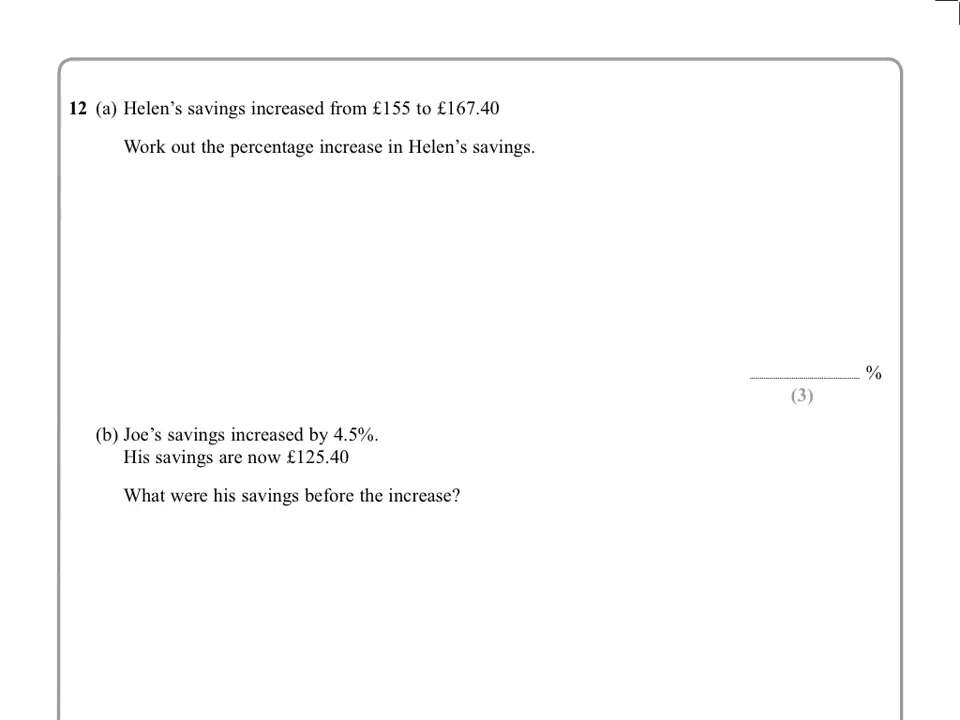 12 (a) Helen’s savings increased from £155 to £167.40
Work out the percentage increase in Helen’s savings.
%
(3)
(b) Joe’s savings increased by 4.5%.
His savings are now £125.40
What were his savings before the increase?